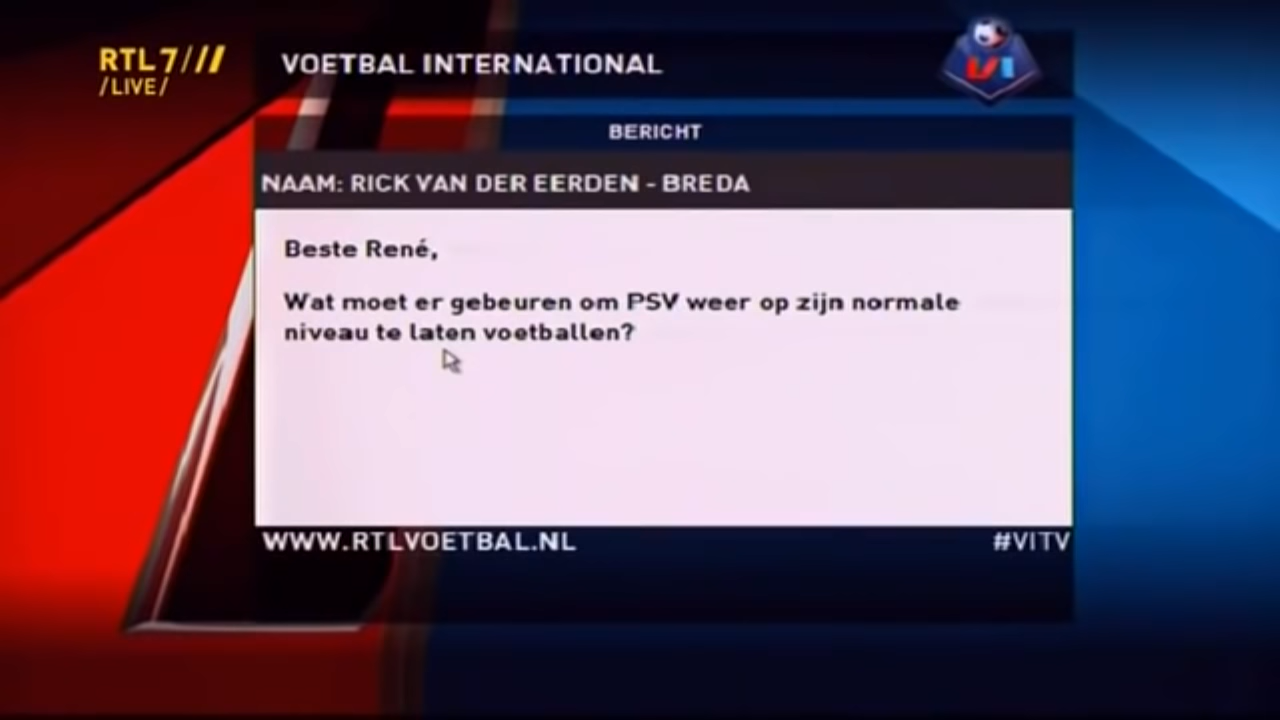 RTL7///
/LIVE/
VOETBAL INTERNATIONAL
VI
BERICHT
NAAM: RICK VAN DER EERDEN - BREDA
Beste René,
Wat moet er gebeuren om PSV weer op zijn normale
niveau te laten voetballen?
WWW.RTLVOETBAL.NL
#VITV